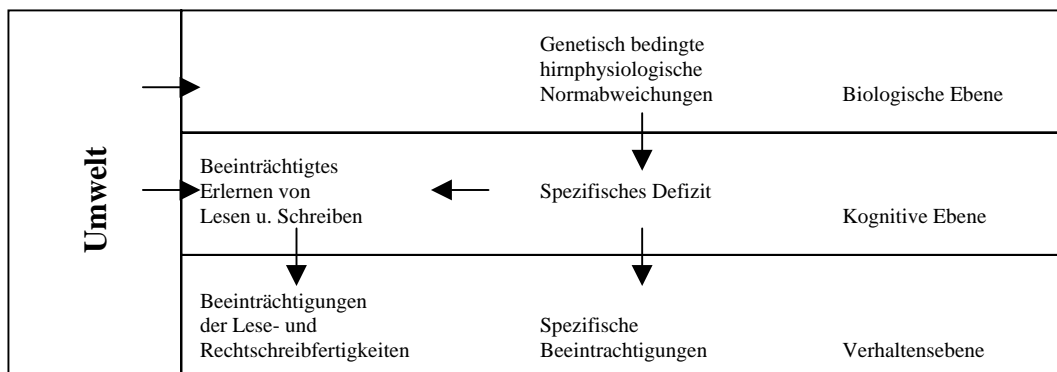 Umwelt
Genetisch bedingte
hirnphysiologische
Normabweichungen
Biologische Ebene
Beeinträchtigtes
Erlernen von
Lesen u. Schreiben
Spezifisches Defizit
Kognitive Ebene
Beeinträchtigungen
der Lese- und
Rechtschreibfertigkeiten
Spezifische
Beeintrachtigungen
Verhaltensebene